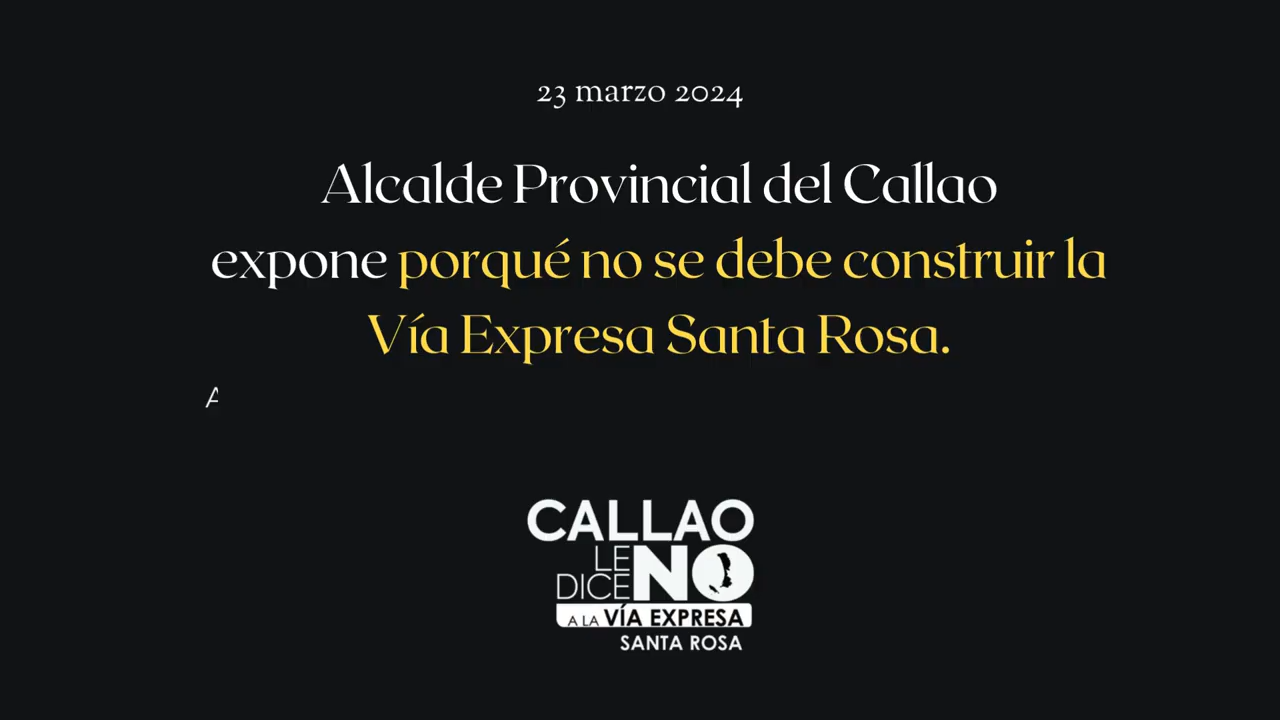 23 marzo 2024
Alcalde Provincial del Callao
expone porqué no se debe construir la
Vía Expresa Santa Rosa.
A
CALLAO
LE
DICE NO
A LA VÍA EXPRESA
SANTA ROSA